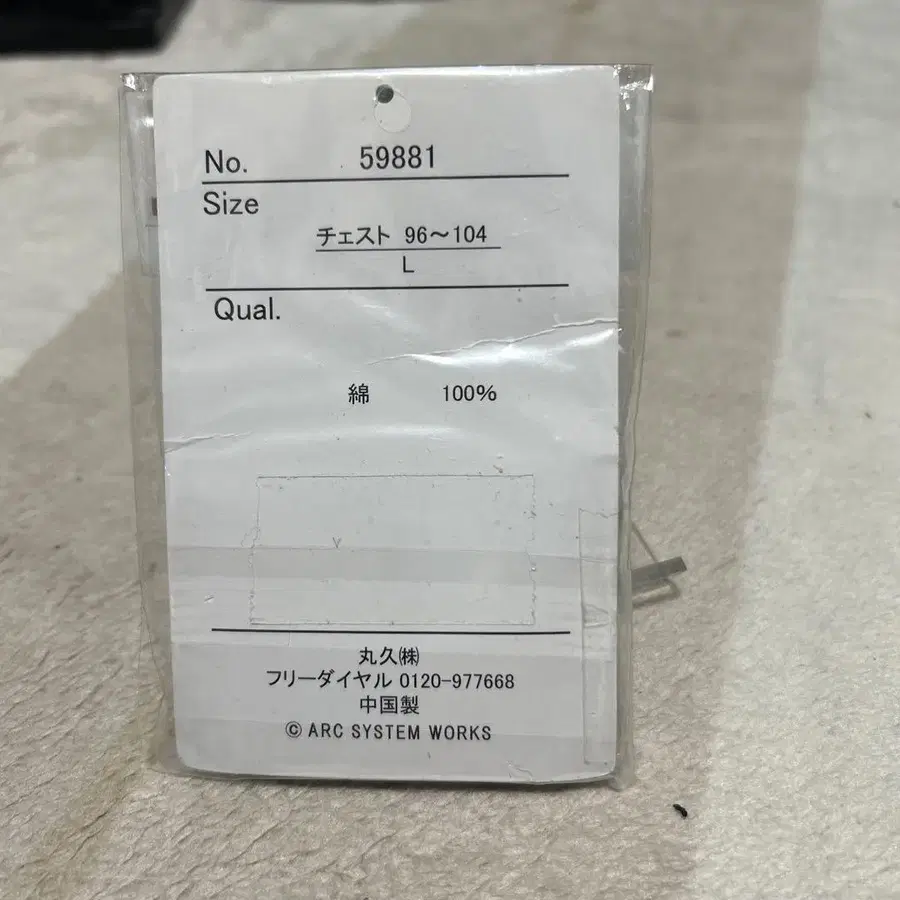 No. 59881
Size
チェスト 96～104
L
Qual.
綿 100%
丸久㈱
フリーダイヤル 0120-977668
中国製
© ARC SYSTEM WORKS